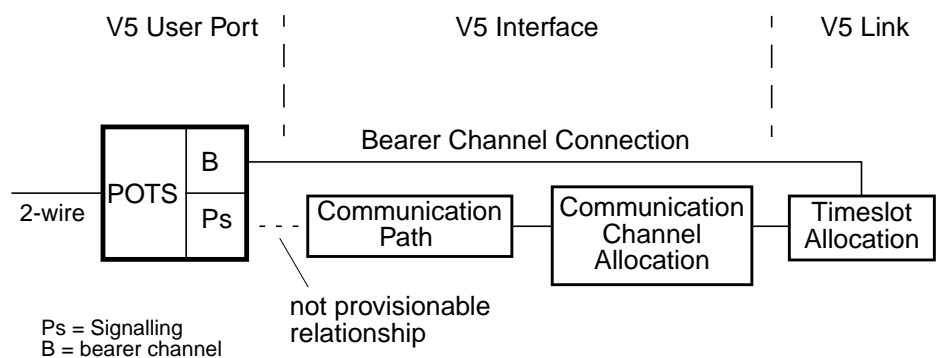 V5 User Port
V5 Interface
V5 Link
Bearer Channel Connection
2-wire
POTS
B
Ps
Communication
Path
Communication
Channel
Allocation
Timeslot
Allocation
not provisionable
relationship
Ps = Signalling
B = bearer channel